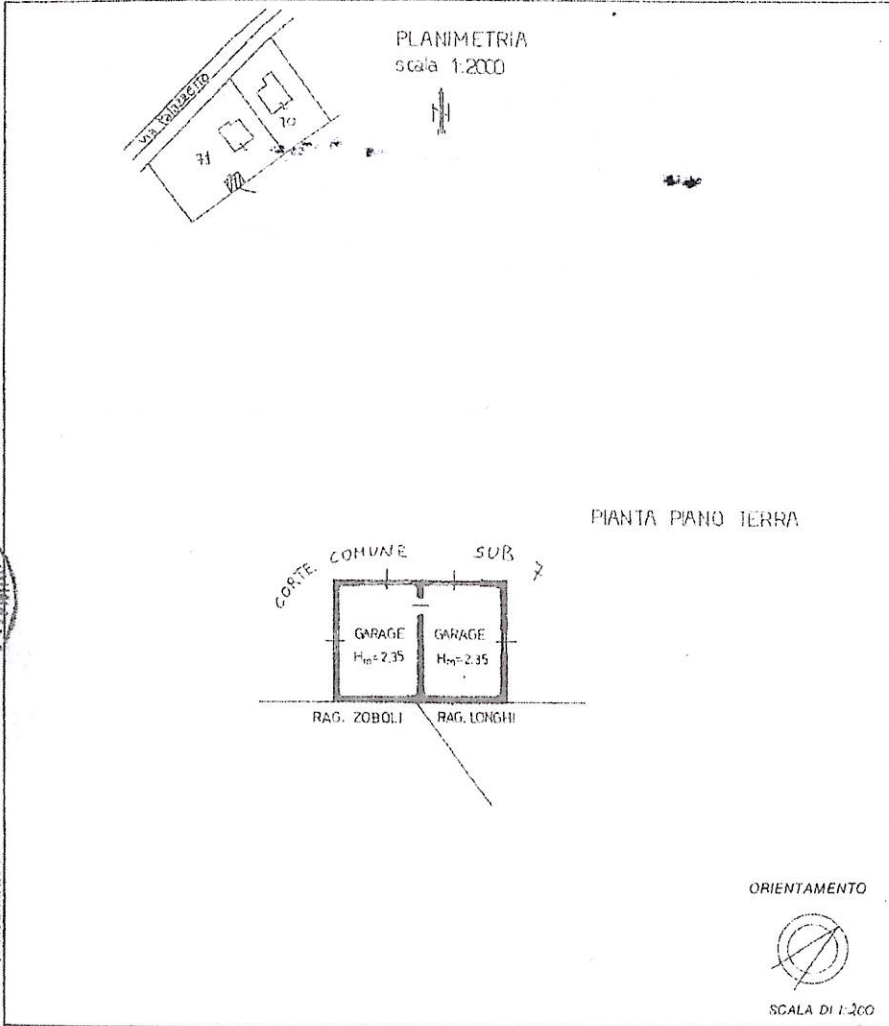 PLANIMETRIA
scala 1:2000
N
via Palazzetto
71
70
PIANTA PIANO TERRA
CORTE COMUNE SUB 7
GARAGE
Hm=2.35
GARAGE
Hm=2.35
RAG. ZOBOLI
RAG. LONGHI
ORIENTAMENTO
SCALA DI 1:200